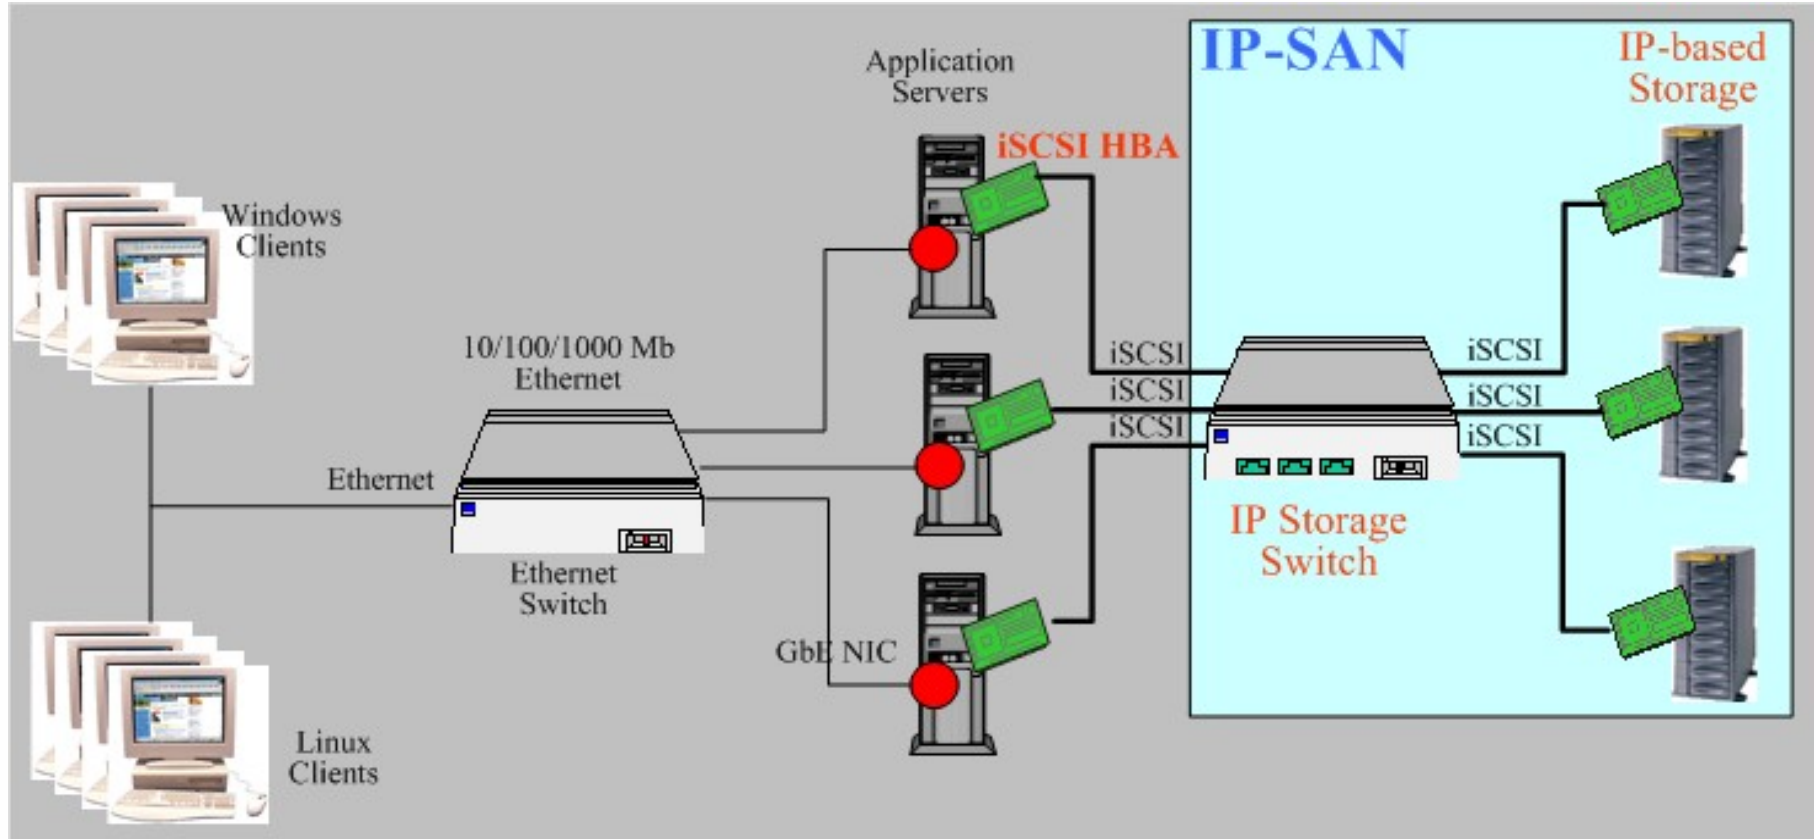 Application
Servers
IP-SAN
IP-based
Storage
iSCSI HBA
Windows
Clients
10/100/1000 Mb
Ethernet
iSCSI
iSCSI
iSCSI
iSCSI
iSCSI
iSCSI
Ethernet
IP Storage
Switch
Ethernet
Switch
GbE NIC
Linux
Clients